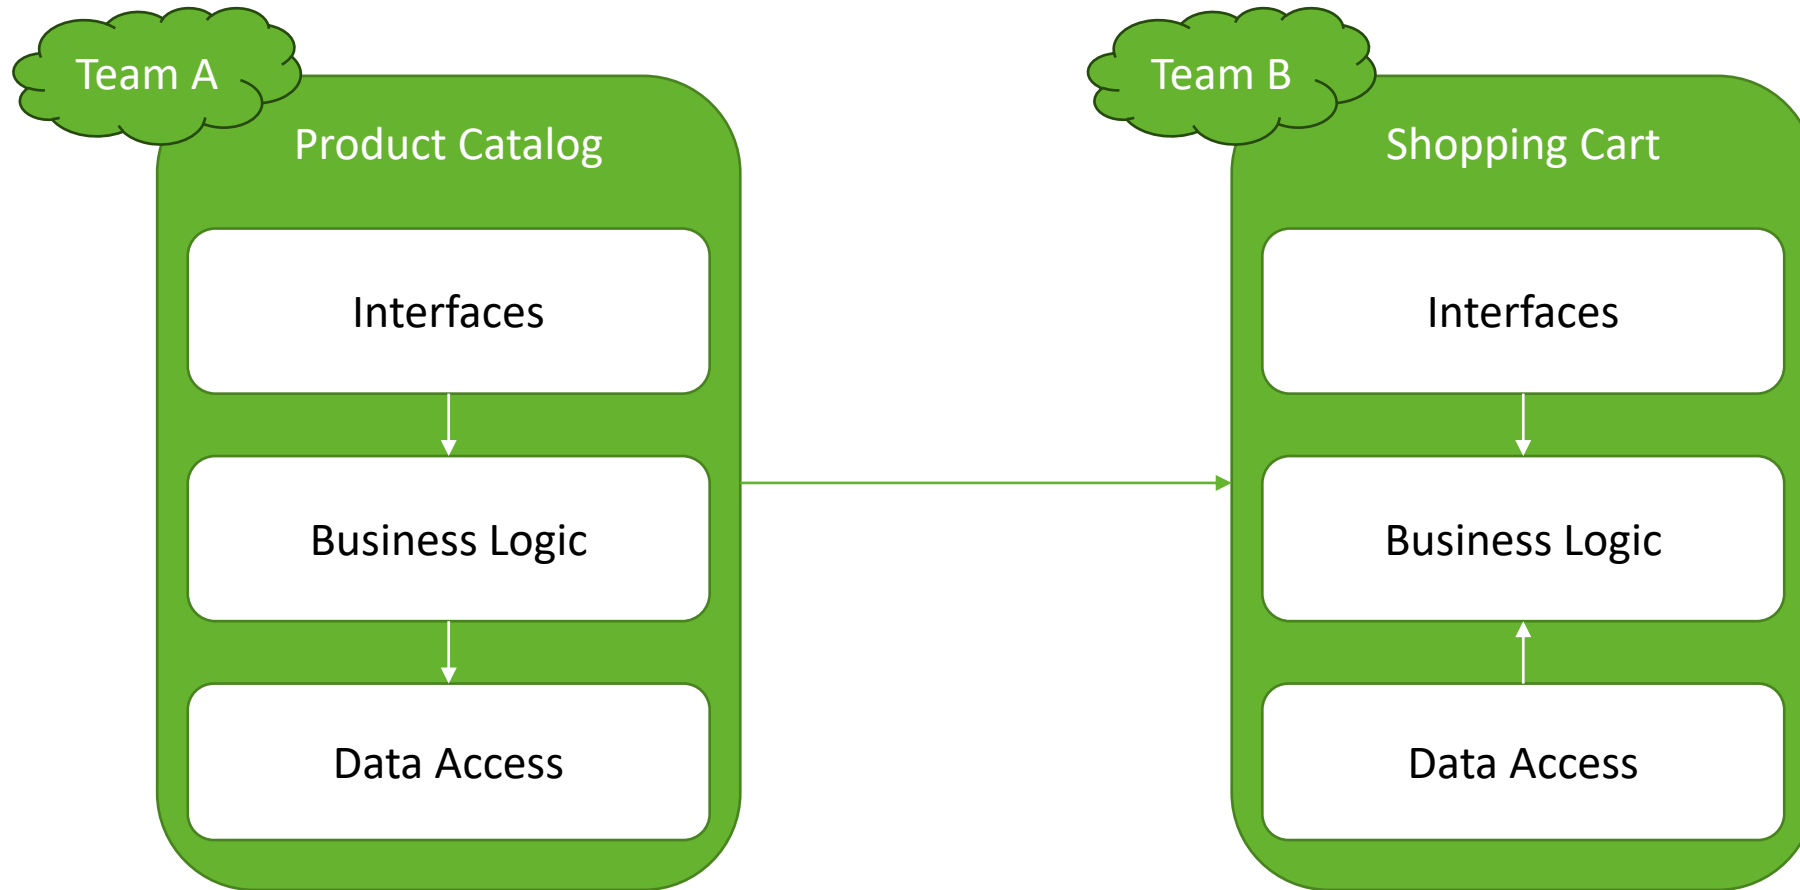 Team A
Product Catalog
Interfaces
Business Logic
Data Access
Team B
Shopping Cart
Interfaces
Business Logic
Data Access